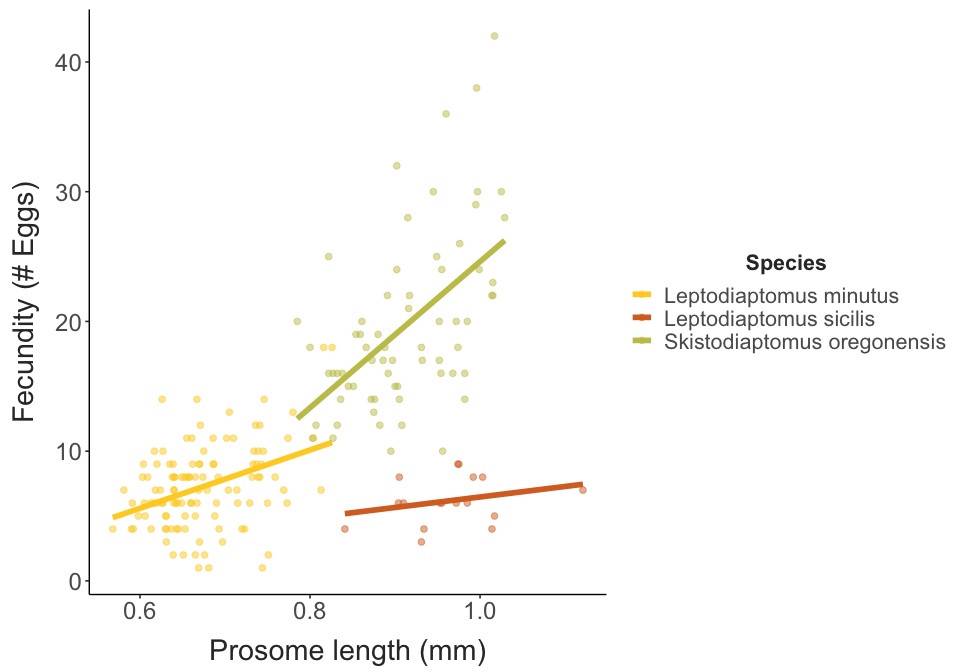 Fecundity (# Eggs)
40
30
20
10
0
0.6
0.8
1.0
Prosome length (mm)
Species
Leptodiaptomus minutus
Leptodiaptomus sicilis
Skistodiaptomus oregonensis